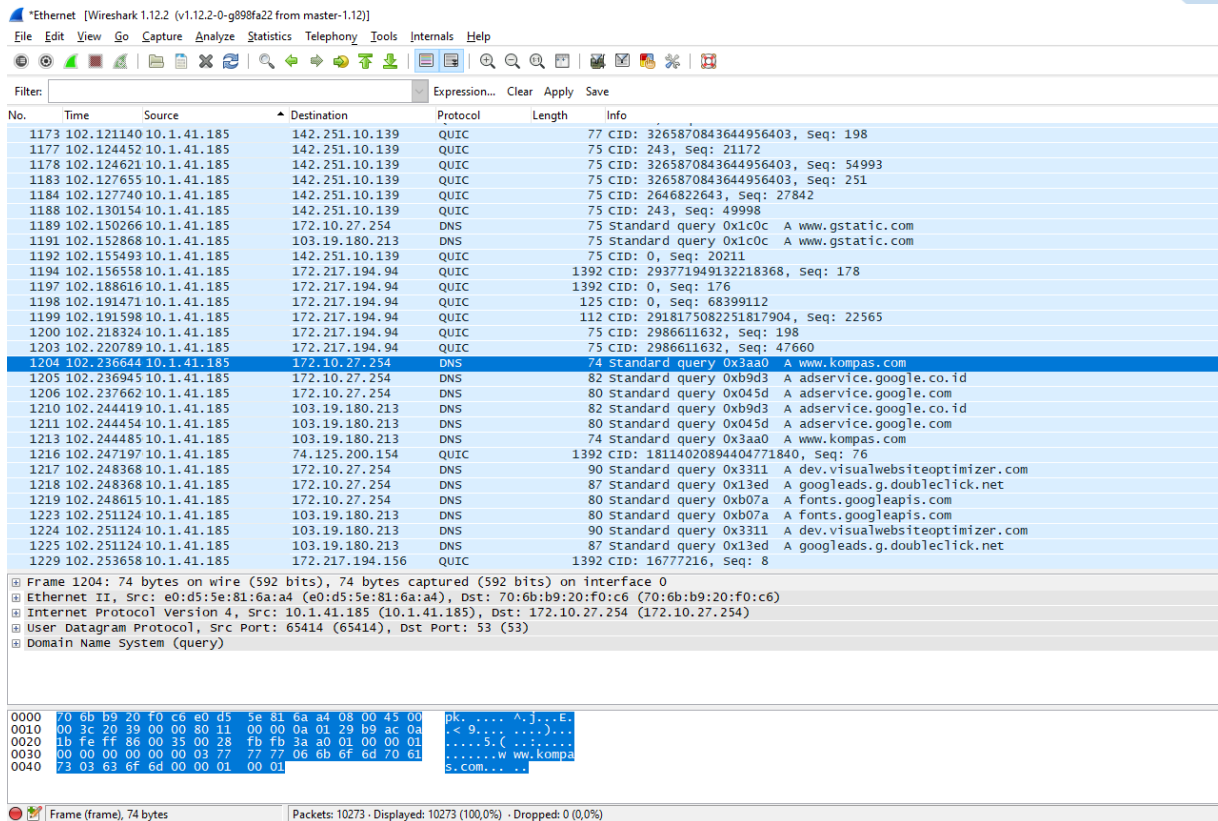 *Ethernet [Wireshark 1.12.2 (v1.12.2-0-g898fa22 from master-1.12)]
File Edit View Go Capture Analyze Statistics Telephony Tools Internals Help
Filter: Expression... Clear Apply Save
No. Time Source Destination Protocol Length Info
1173 102.121140 10.1.41.185 142.251.10.139 QUIC 77 CID: 3265870843644956403, Seq: 198
1177 102.124452 10.1.41.185 142.251.10.139 QUIC 75 CID: 243, Seq: 21172
1178 102.124621 10.1.41.185 142.251.10.139 QUIC 75 CID: 3265870843644956403, Seq: 54993
1183 102.127655 10.1.41.185 142.251.10.139 QUIC 75 CID: 3265870843644956403, Seq: 251
1184 102.127740 10.1.41.185 142.251.10.139 QUIC 75 CID: 2646822643, Seq: 27842
1188 102.130154 10.1.41.185 142.251.10.139 QUIC 75 CID: 243, Seq: 49998
1189 102.150266 10.1.41.185 172.10.27.254 DNS 75 Standard query 0x1c0c A www.gstatic.com
1191 102.152868 10.1.41.185 103.19.180.213 DNS 75 Standard query 0x1c0c A www.gstatic.com
1192 102.155493 10.1.41.185 142.251.10.139 QUIC 75 CID: 0, Seq: 20211
1194 102.156558 10.1.41.185 172.217.194.94 QUIC 1392 CID: 293771949132218368, Seq: 178
1197 102.188616 10.1.41.185 172.217.194.94 QUIC 1392 CID: 0, Seq: 176
1198 102.191471 10.1.41.185 172.217.194.94 QUIC 125 CID: 0, Seq: 68399112
1199 102.191598 10.1.41.185 172.217.194.94 QUIC 112 CID: 2918175082251817904, Seq: 22565
1200 102.218324 10.1.41.185 172.217.194.94 QUIC 75 CID: 2986611632, Seq: 198
1203 102.220789 10.1.41.185 172.217.194.94 QUIC 75 CID: 2986611632, Seq: 47660
1204 102.236644 10.1.41.185 172.10.27.254 DNS 74 Standard query 0x3aa0 A www.kompas.com
1205 102.236945 10.1.41.185 172.10.27.254 DNS 82 Standard query 0xb9d3 A adservice.google.co.id
1206 102.237662 10.1.41.185 172.10.27.254 DNS 80 Standard query 0x045d A adservice.google.com
1210 102.244419 10.1.41.185 103.19.180.213 DNS 82 Standard query 0xb9d3 A adservice.google.co.id
1211 102.244454 10.1.41.185 103.19.180.213 DNS 80 Standard query 0x045d A adservice.google.com
1213 102.244485 10.1.41.185 103.19.180.213 DNS 74 Standard query 0x3aa0 A www.kompas.com
1216 102.247197 10.1.41.185 74.125.200.154 QUIC 1392 CID: 18114020894404771840, Seq: 76
1217 102.248368 10.1.41.185 172.10.27.254 DNS 90 Standard query 0x3311 A dev.visualwebsiteoptimizer.com
1218 102.248368 10.1.41.185 172.10.27.254 DNS 87 Standard query 0x13ed A googleads.g.doubleclick.net
1219 102.248615 10.1.41.185 172.10.27.254 DNS 80 Standard query 0xb07a A fonts.googleapis.com
1223 102.251124 10.1.41.185 103.19.180.213 DNS 80 Standard query 0xb07a A fonts.googleapis.com
1224 102.251124 10.1.41.185 103.19.180.213 DNS 90 Standard query 0x3311 A dev.visualwebsiteoptimizer.com
1225 102.251124 10.1.41.185 103.19.180.213 DNS 87 Standard query 0x13ed A googleads.g.doubleclick.net
1229 102.253658 10.1.41.185 172.217.194.156 QUIC 1392 CID: 16777216, Seq: 8
Frame 1204: 74 bytes on wire (592 bits), 74 bytes captured (592 bits) on interface 0
Ethernet II, Src: e0:d5:5e:81:6a:a4 (e0:d5:5e:81:6a:a4), Dst: 70:6b:b9:20:f0:c6 (70:6b:b9:20:f0:c6)
Internet Protocol Version 4, Src: 10.1.41.185 (10.1.41.185), Dst: 172.10.27.254 (172.10.27.254)
User Datagram Protocol, Src Port: 65414 (65414), Dst Port: 53 (53)
Domain Name System (query)
0000 70 6b b9 20 f0 c6 e0 d5 5e 81 6a a4 08 00 45 00 pk. .... ^.j...E.
0010 00 3c 20 39 00 00 80 11 00 00 0a 01 29 b9 ac 0a .< 9.... ....)...
0020 1b fe ff 86 00 35 00 28 fb fb 3a a0 01 00 00 01 .....5.( ..:.....
0030 00 00 00 00 00 00 03 77 77 77 06 6b 6f 6d 70 61 .......w ww.kompa
0040 73 03 63 6f 6d 00 00 01 00 01 s.com... ..
Frame (frame), 74 bytes Packets: 10273 · Displayed: 10273 (100,0%) · Dropped: 0 (0,0%)